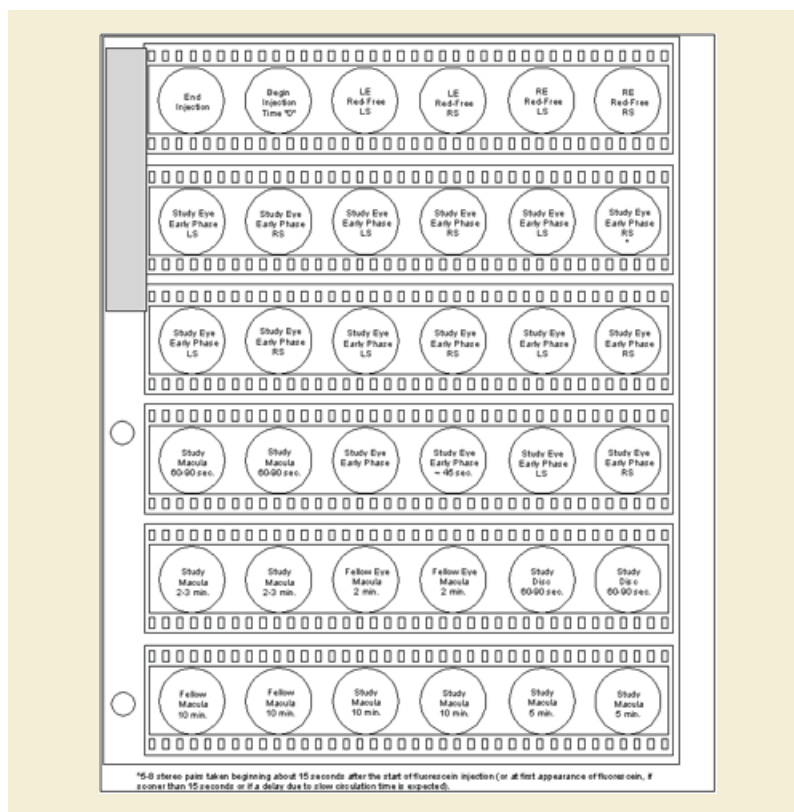 End
Injection
Begin
Injection
Time "0"
LE
Red-Free
LS
LE
Red-Free
RS
RE
Red-Free
LS
RE
Red-Free
RS
Study Eye
Early Phase
LS
Study Eye
Early Phase
RS
Study Eye
Early Phase
LS
Study Eye
Early Phase
RS
Study Eye
Early Phase
LS
Study Eye
Early Phase
RS
*
Study Eye
Early Phase
LS
Study Eye
Early Phase
RS
Study Eye
Early Phase
LS
Study Eye
Early Phase
RS
Study Eye
Early Phase
LS
Study Eye
Early Phase
RS
Study
Macula
60-90 sec.
Study
Macula
60-90 sec.
Study Eye
Early Phase
Study Eye
Early Phase
~ 45 sec.
Study Eye
Early Phase
LS
Study Eye
Early Phase
RS
Study
Macula
2-3 min.
Study
Macula
2-3 min.
Fellow Eye
Macula
2 min.
Fellow Eye
Macula
2 min.
Study
Disc
60-90 sec.
Study
Disc
60-90 sec.
Fellow
Macula
10 min.
Fellow
Macula
10 min.
Study
Macula
10 min.
Study
Macula
10 min.
Study
Macula
5 min.
Study
Macula
5 min.
*5-8 stereo pairs taken beginning about 15 seconds after the start of fluorescein injection (or at first appearance of fluorescein, if
sooner than 15 seconds or if a delay due to slow circulation time is expected).